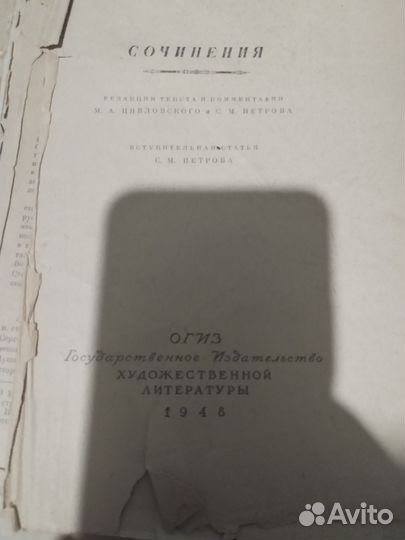 СОЧИНЕНИЯ
РЕДАКЦИЯ ТЕКСТА И КОММЕНТАРИИ
М. А. ЦЯВЛОВСКОГО и С. М. ПЕТРОВА
ВСТУПИТЕЛЬНАЯ СТАТЬЯ
С. М. ПЕТРОВА
ОГИЗ
Государственное Издательство
ХУДОЖЕСТВЕННОЙ
ЛИТЕРАТУРЫ
1948
Avito